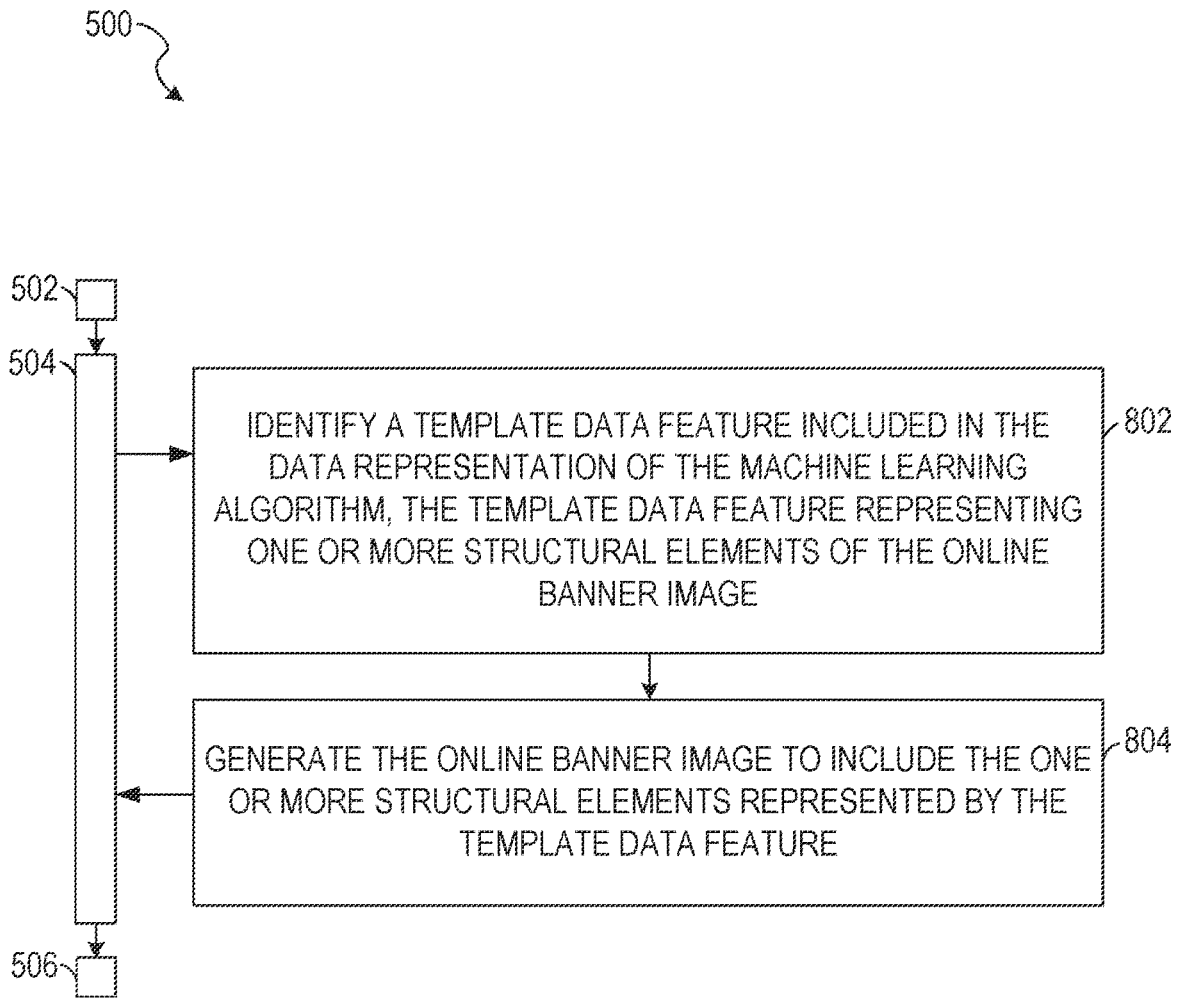 500
502
504
IDENTIFY A TEMPLATE DATA FEATURE INCLUDED IN THE
DATA REPRESENTATION OF THE MACHINE LEARNING
ALGORITHM, THE TEMPLATE DATA FEATURE REPRESENTING
ONE OR MORE STRUCTURAL ELEMENTS OF THE ONLINE
BANNER IMAGE
802
GENERATE THE ONLINE BANNER IMAGE TO INCLUDE THE ONE
OR MORE STRUCTURAL ELEMENTS REPRESENTED BY THE
TEMPLATE DATA FEATURE
804
506